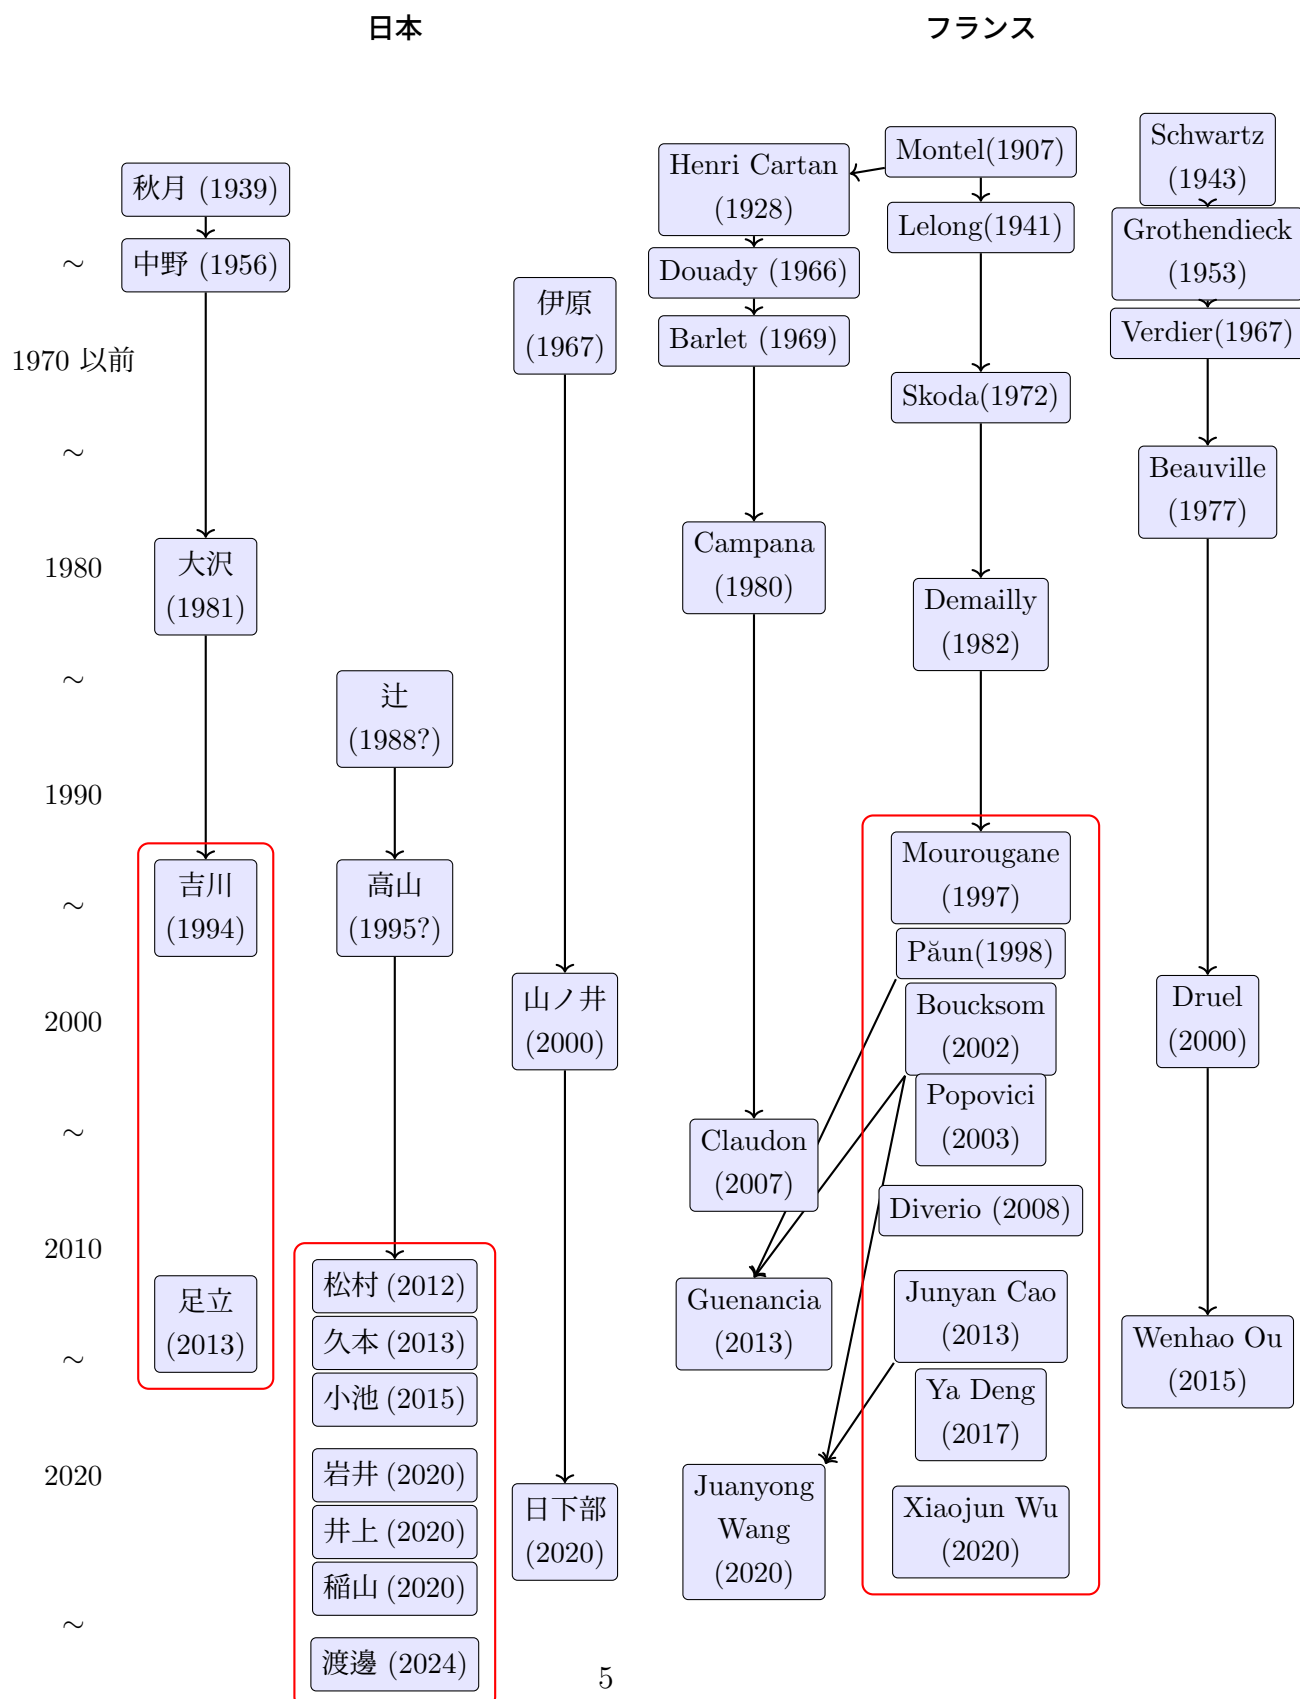 日本
フランス
秋月 (1939)
中野 (1956)
大沢
(1981)
吉川
(1994)
足立
(2013)
辻
(1988?)
高山
(1995?)
松村 (2012)
久本 (2013)
小池 (2015)
岩井 (2020)
井上 (2020)
稲山 (2020)
渡邊 (2024)
伊原
(1967)
山ノ井
(2000)
日下部
(2020)
Henri Cartan
(1928)
Douady (1966)
Barlet (1969)
Campana
(1980)
Claudon
(2007)
Guenancia
(2013)
Juanyong
Wang
(2020)
Montel(1907)
Lelong(1941)
Skoda(1972)
Demailly
(1982)
Mourougane
(1997)
Păun(1998)
Boucksom
(2002)
Popovici
(2003)
Diverio (2008)
Junyan Cao
(2013)
Ya Deng
(2017)
Xiaojun Wu
(2020)
Schwartz
(1943)
Grothendieck
(1953)
Verdier(1967)
Beauville
(1977)
Druel
(2000)
Wenhao Ou
(2015)
∼
1970 以前
∼
1980
∼
1990
∼
2000
∼
2010
∼
2020
∼
5